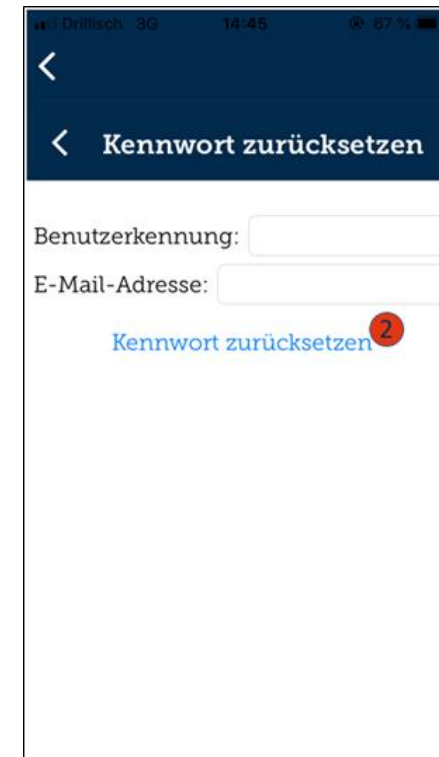 Drillisch 3G 14:45 67 %
Kennwort zurücksetzen
Benutzerkennung:
E-Mail-Adresse:
Kennwort zurücksetzen 2